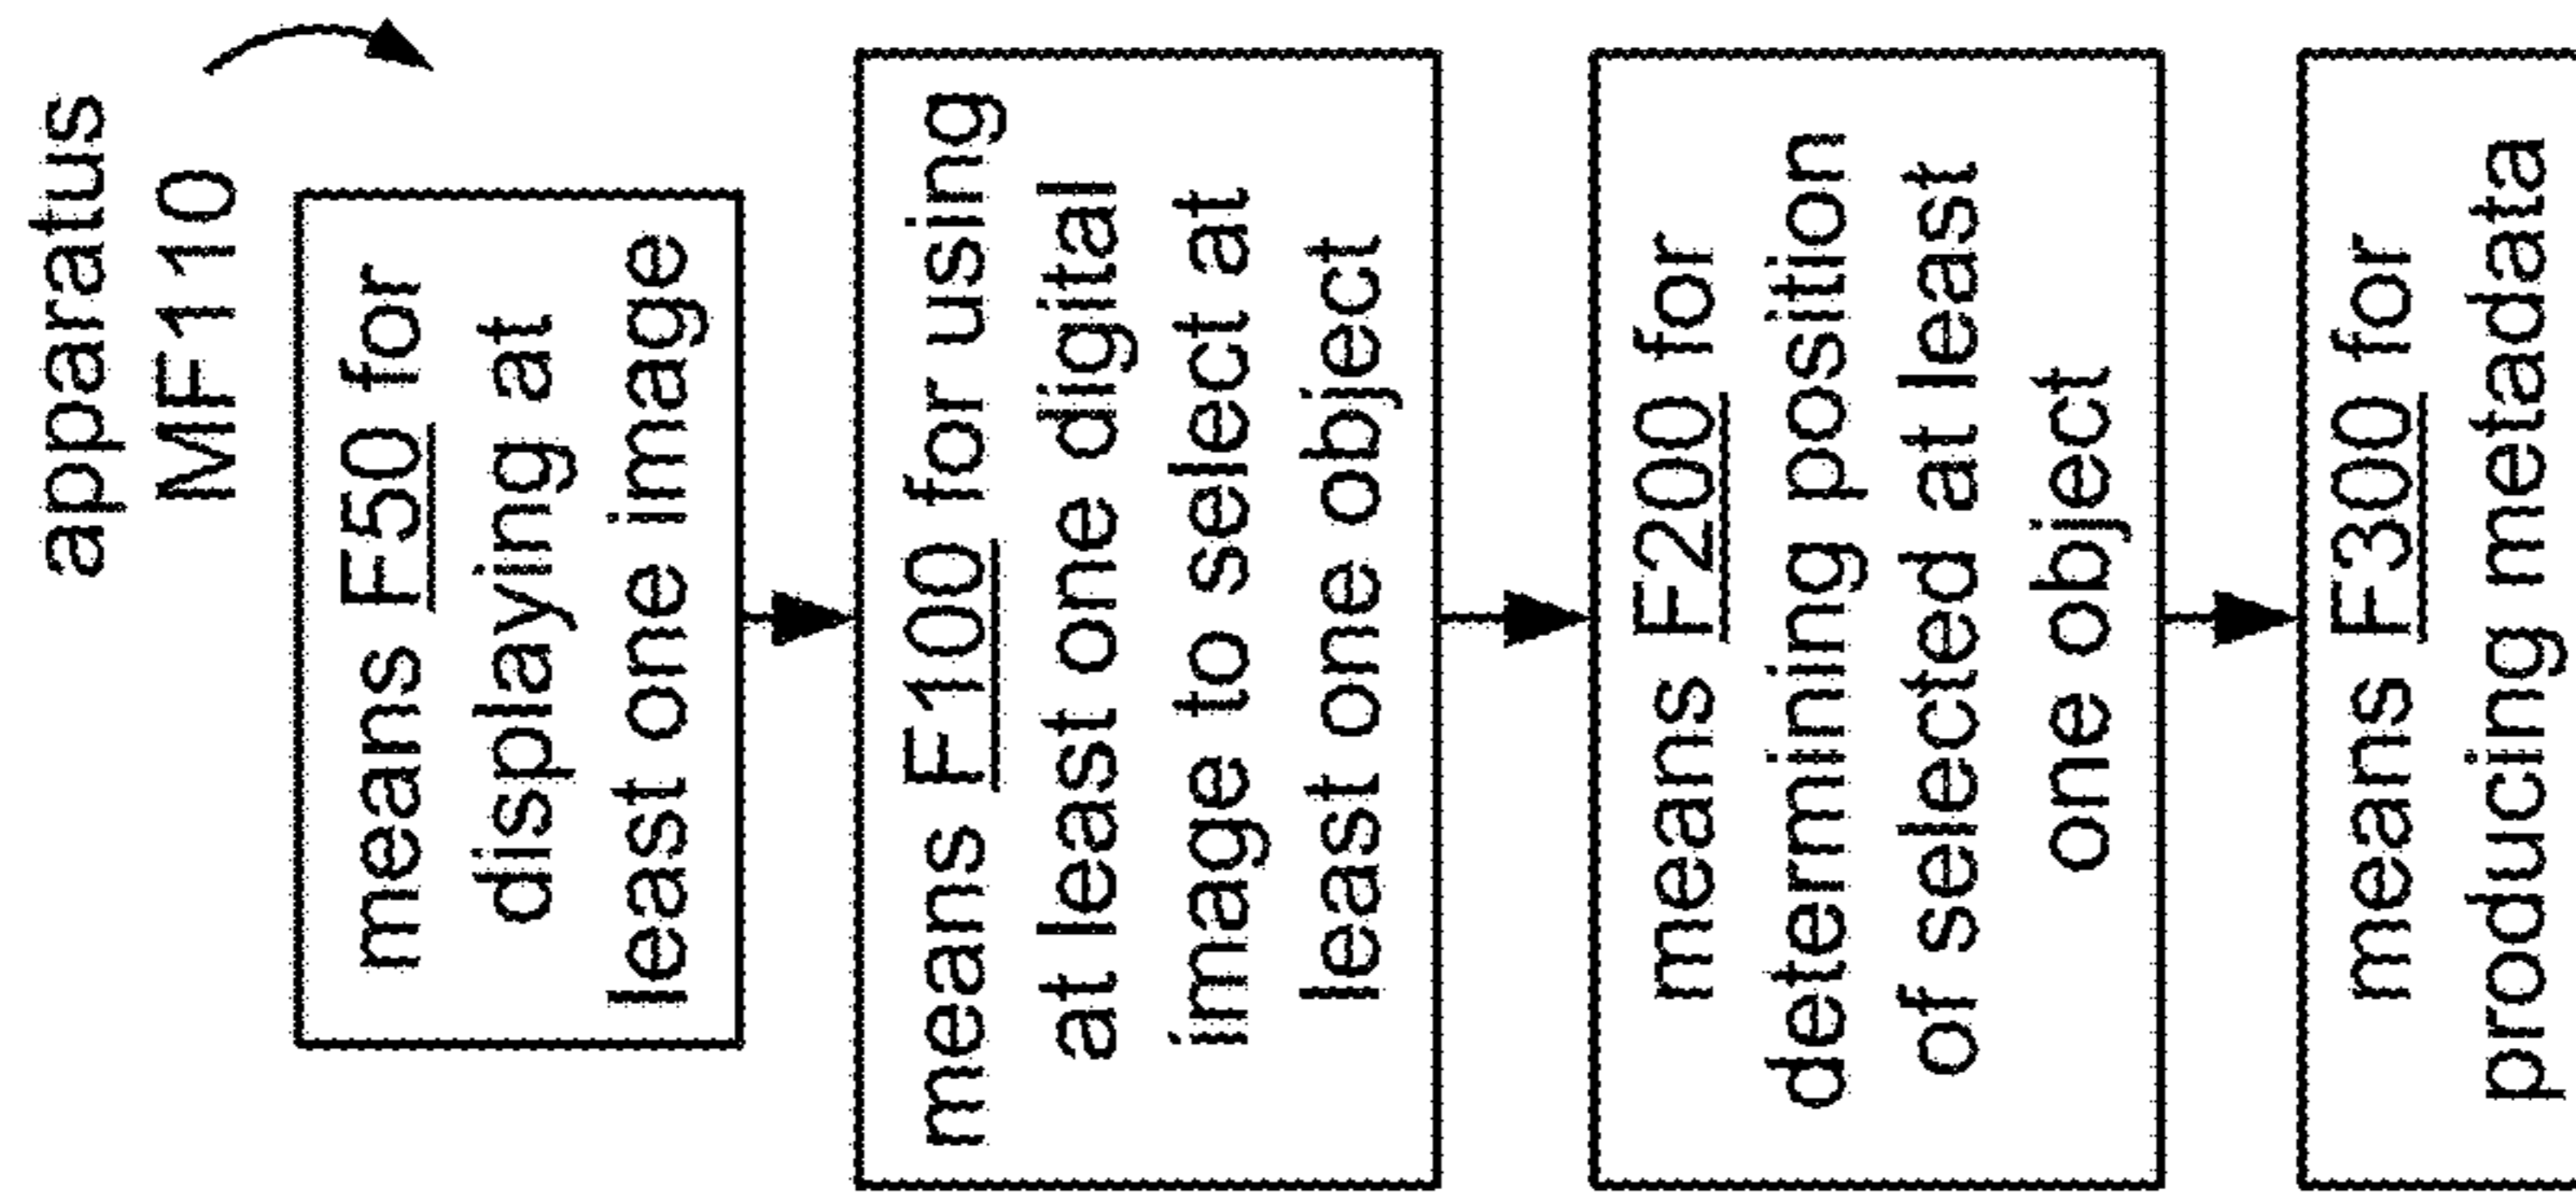 apparatus
MF110
means F50 for
displaying at
least one image
means F100 for using
at least one digital
image to select at
least one object
means F200 for
determining position
of selected at least
one object
means F300 for
producing metadata